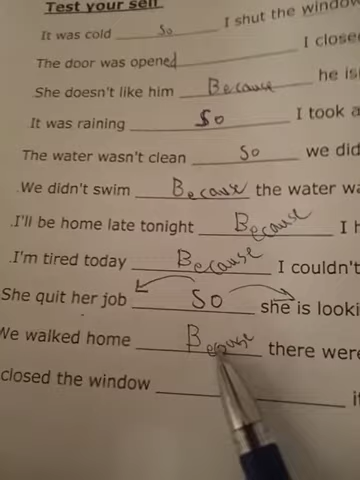 Test your self
It was cold so I shut the window
The door was opened I close
She doesn't like him Because he is
It was raining so I took a
The water wasn't clean so we did
We didn't swim Because the water wa
.I'll be home late tonight Because I h
.I'm tired today Because I couldn't
She quit her job so she is looki
We walked home Because there were
closed the window i